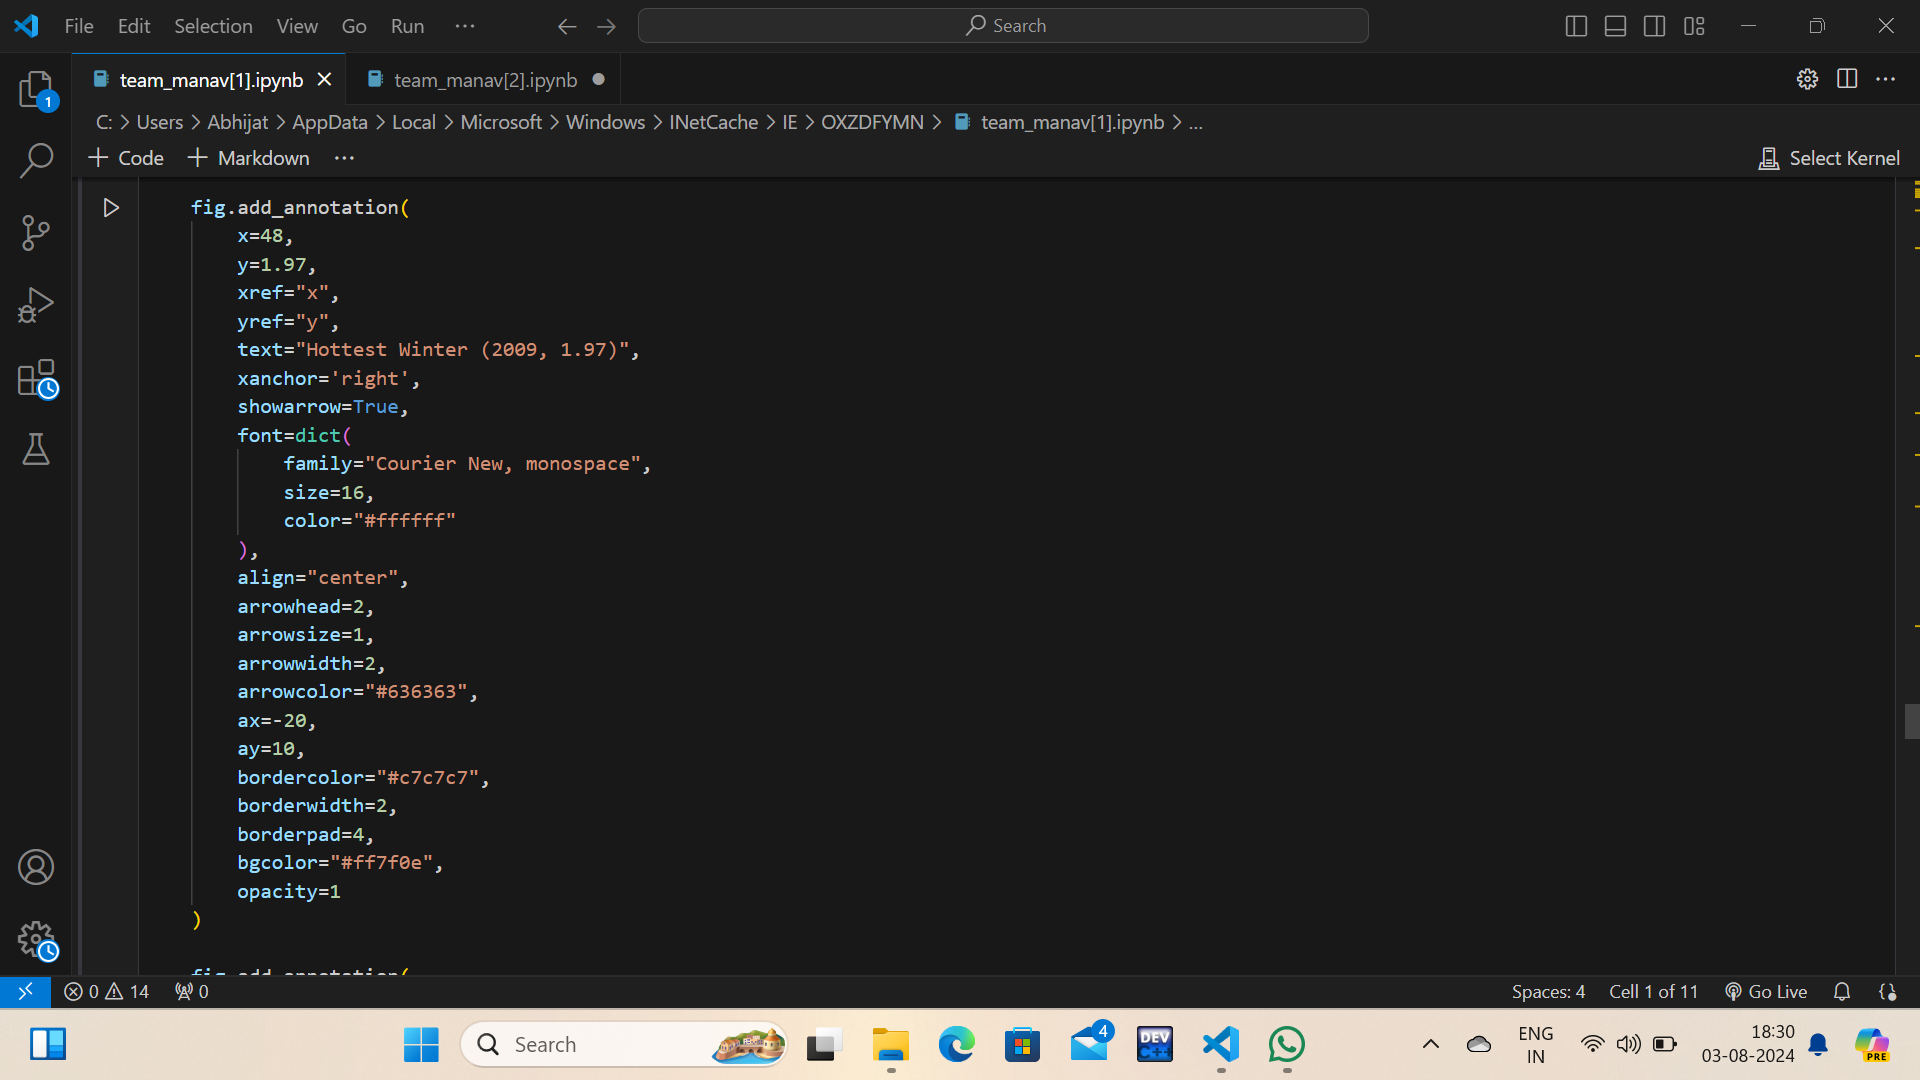 File Edit Selection View Go Run ··· Search
team_manav[1].ipynb team_manav[2].ipynb
1
C: > Users > Abhijat > AppData > Local > Microsoft > Windows > INetCache > IE > OXZDFYMN > team_manav[1].ipynb > ...
+ Code + Markdown ··· Select Kernel
fig.add_annotation(
x=48,
y=1.97,
xref="x",
yref="y",
text="Hottest Winter (2009, 1.97)",
xanchor='right',
showarrow=True,
font=dict(
family="Courier New, monospace",
size=16,
color="#ffffff"
),
align="center",
arrowhead=2,
arrowsize=1,
arrowwidth=2,
arrowcolor="#636363",
ax=-20,
ay=10,
bordercolor="#c7c7c7",
borderwidth=2,
borderpad=4,
bgcolor="#ff7f0e",
opacity=1
)
fig.add_annotation(
0 14 0 Spaces: 4 Cell 1 of 11 Go Live
Search 4 DEV C++ ENG 18:30
IN 03-08-2024 PRE